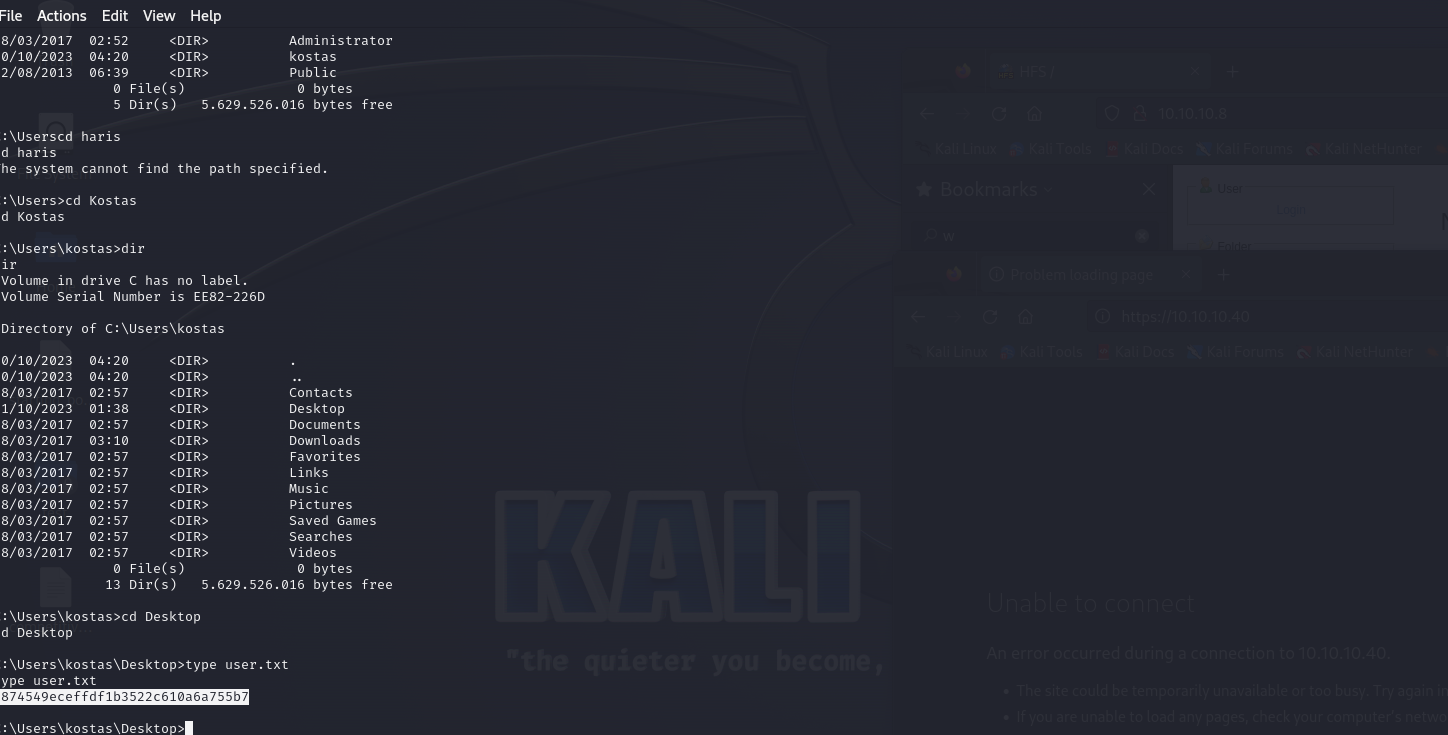 File Actions Edit View Help
8/03/2017 02:52 <DIR> Administrator
0/10/2023 04:20 <DIR> kostas
2/08/2013 06:39 <DIR> Public
0 File(s) 0 bytes
5 Dir(s) 5.629.526.016 bytes free
:\Userscd haris
d haris
he system cannot find the path specified.
:\Users>cd Kostas
d Kostas
:\Users\kostas>dir
ir
Volume in drive C has no label.
Volume Serial Number is EE82-226D
Directory of C:\Users\kostas
0/10/2023 04:20 <DIR> .
0/10/2023 04:20 <DIR> ..
8/03/2017 02:57 <DIR> Contacts
1/10/2023 01:38 <DIR> Desktop
8/03/2017 02:57 <DIR> Documents
8/03/2017 03:10 <DIR> Downloads
8/03/2017 02:57 <DIR> Favorites
8/03/2017 02:57 <DIR> Links
8/03/2017 02:57 <DIR> Music
8/03/2017 02:57 <DIR> Pictures
8/03/2017 02:57 <DIR> Saved Games
8/03/2017 02:57 <DIR> Searches
8/03/2017 02:57 <DIR> Videos
0 File(s) 0 bytes
13 Dir(s) 5.629.526.016 bytes free
:\Users\kostas>cd Desktop
d Desktop
:\Users\kostas\Desktop>type user.txt
ype user.txt
874549eceffdf1b3522c610a6a755b7
:\Users\kostas\Desktop>
KALI
"the quieter you become,
HFS /
10.10.10.8
Kali Linux Kali Tools Kali Docs Kali Forums Kali NetHunter
Bookmarks
User
Login
w
Folder
Problem loading page
https://10.10.10.40
Kali Linux Kali Tools Kali Docs Kali Forums Kali NetHunter
Unable to connect
An error occurred during a connection to 10.10.10.40.
The site could be temporarily unavailable or too busy. Try again
If you are unable to load any pages, check your computer's